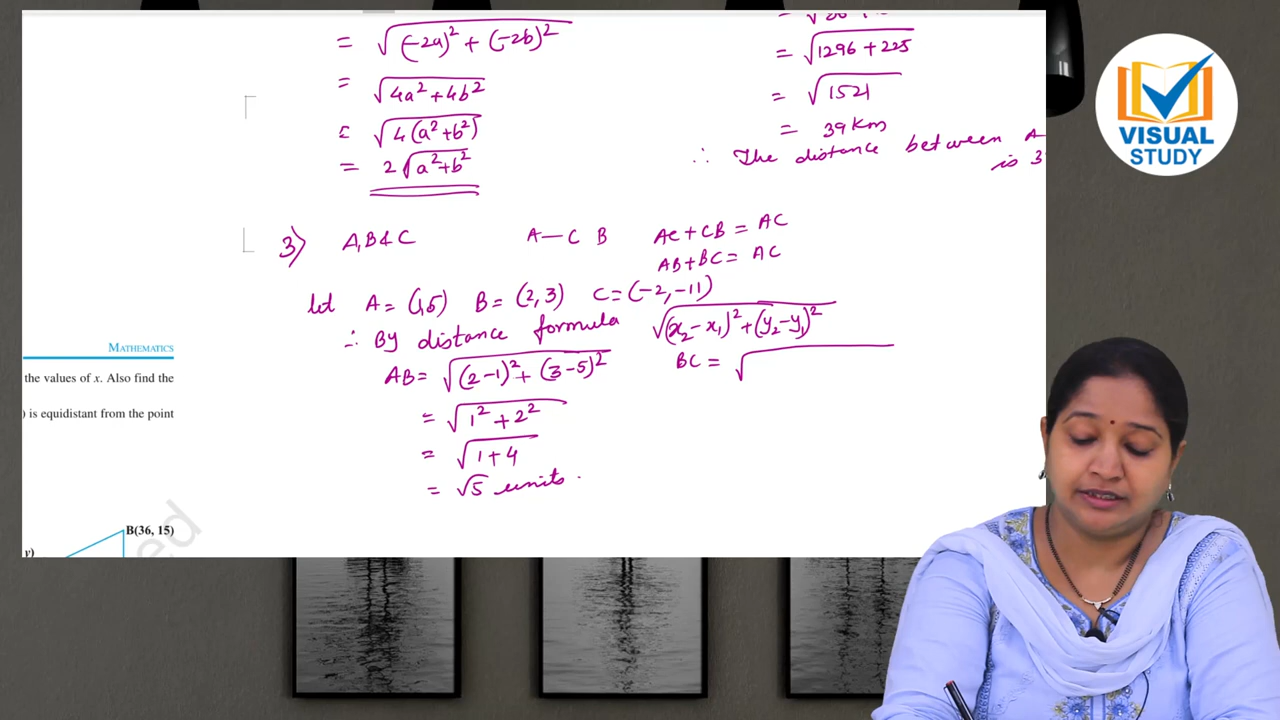 = √(-2a)² + (-2b)²
= √4a² + 4b²
= √4(a² + b²)
= 2√a² + b²
= √1296 + 225
= √1521
= 39 Km
∴ The distance between A
is 3
3) A, B & C
A — C B
AC + CB = AC
AB + BC = AC
let A = (1,5) B = (2,3) C = (-2,-11)
∴ By distance formula √(x₂-x₁)² + (y₂-y₁)²
AB = √(2-1)² + (3-5)²
BC = √
= √1² + 2²
= √1+4
= √5 units.
MATHEMATICS
the values of x. Also find the
) is equidistant from the point
B(36, 15)
y)
ed
VISUAL
STUDY